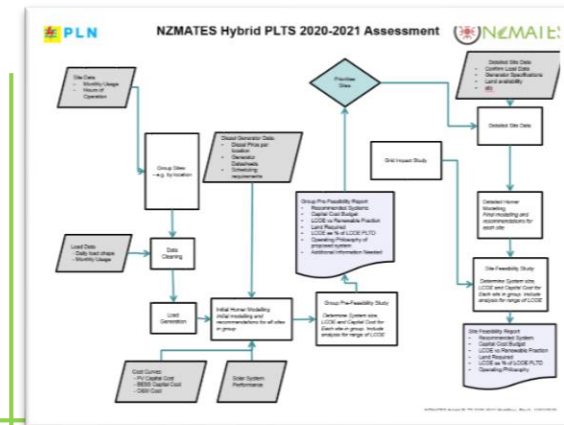 PLN
NZMATES Hybrid PLTS 2020-2021 Assessment
NZMATES
Site Data
- Monthly Usage
- Hours of
Operation
Group Sites
- e.g. by location
Load Data
- Daily load shape
- Monthly Usage
Data
Cleaning
Load
Generation
Diesel Generator Data:
Diesel Price per
location
Generator
Datasheets
Scheduling
requirements
Initial Homer Modelling
Initial modelling and
recommendations for all sites
in group
Cost Curves
- PV Capital Cost
- BESS Capital Cost
- O&M Cost
Solar System
Performance
Prioritise
Sites
Group Pre-Feasibility Report
Recommended Systems
Capital Cost Budget
LCOE vs Renewable Fraction
Land Required
LCOE as % of LCOE PLTD
Operating Philosophy of
proposed system
Additional Information Needed
Group Pre-Feasibility Study
Determine System size,
LCOE and Capital Cost for
Each site in group. Include
analysis for range of LCOE
Detailed Site Data
- Confirm Load Data
- Generator Specifications
- Land availability
- etc
Detailed Site Data
Grid Impact Study
Detailed Homer
Modelling
Final modelling and
recommendations for
each site
Site Feasibility Study
Determine System size,
LCOE and Capital Cost for
Each site in group. Include
analysis for range of LCOE
Site Feasibility Report
Recommended System
Capital Cost Budget
LCOE vs Renewable Fraction
Land Required
LCOE as % of LCOE PLTD
Operating Philosophy